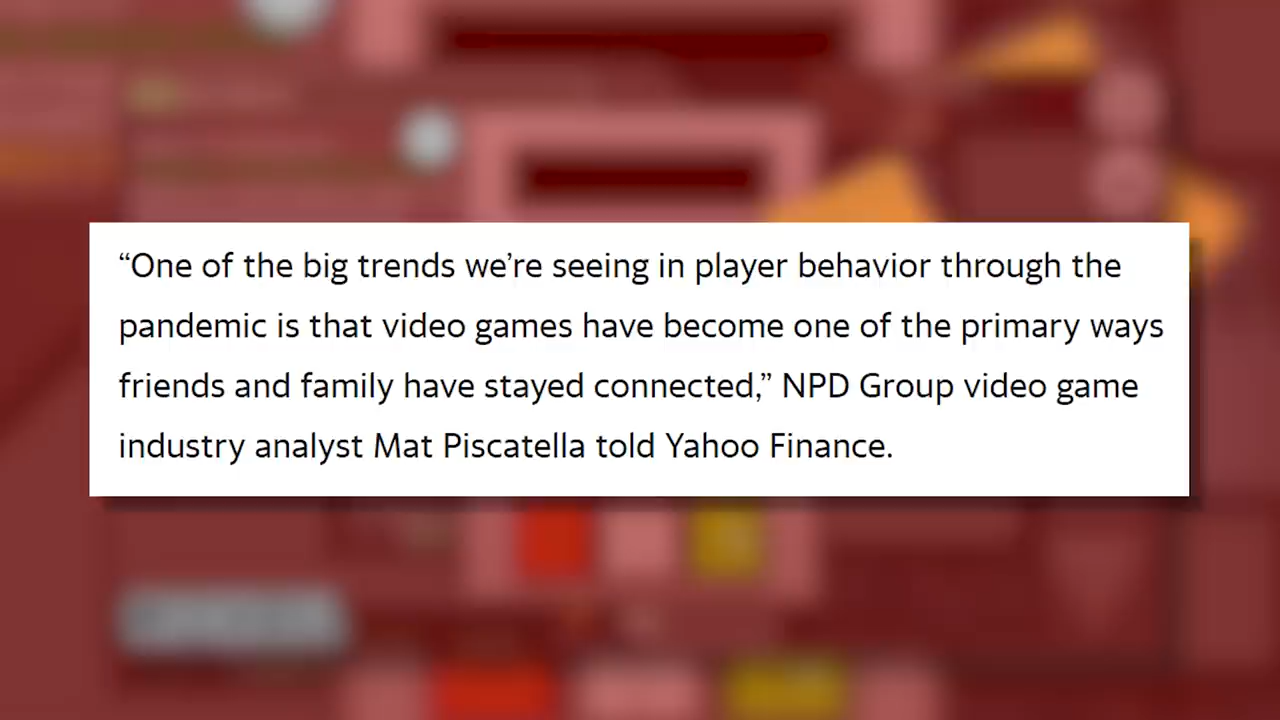 “One of the big trends we’re seeing in player behavior through the
pandemic is that video games have become one of the primary ways
friends and family have stayed connected,” NPD Group video game
industry analyst Mat Piscatella told Yahoo Finance.